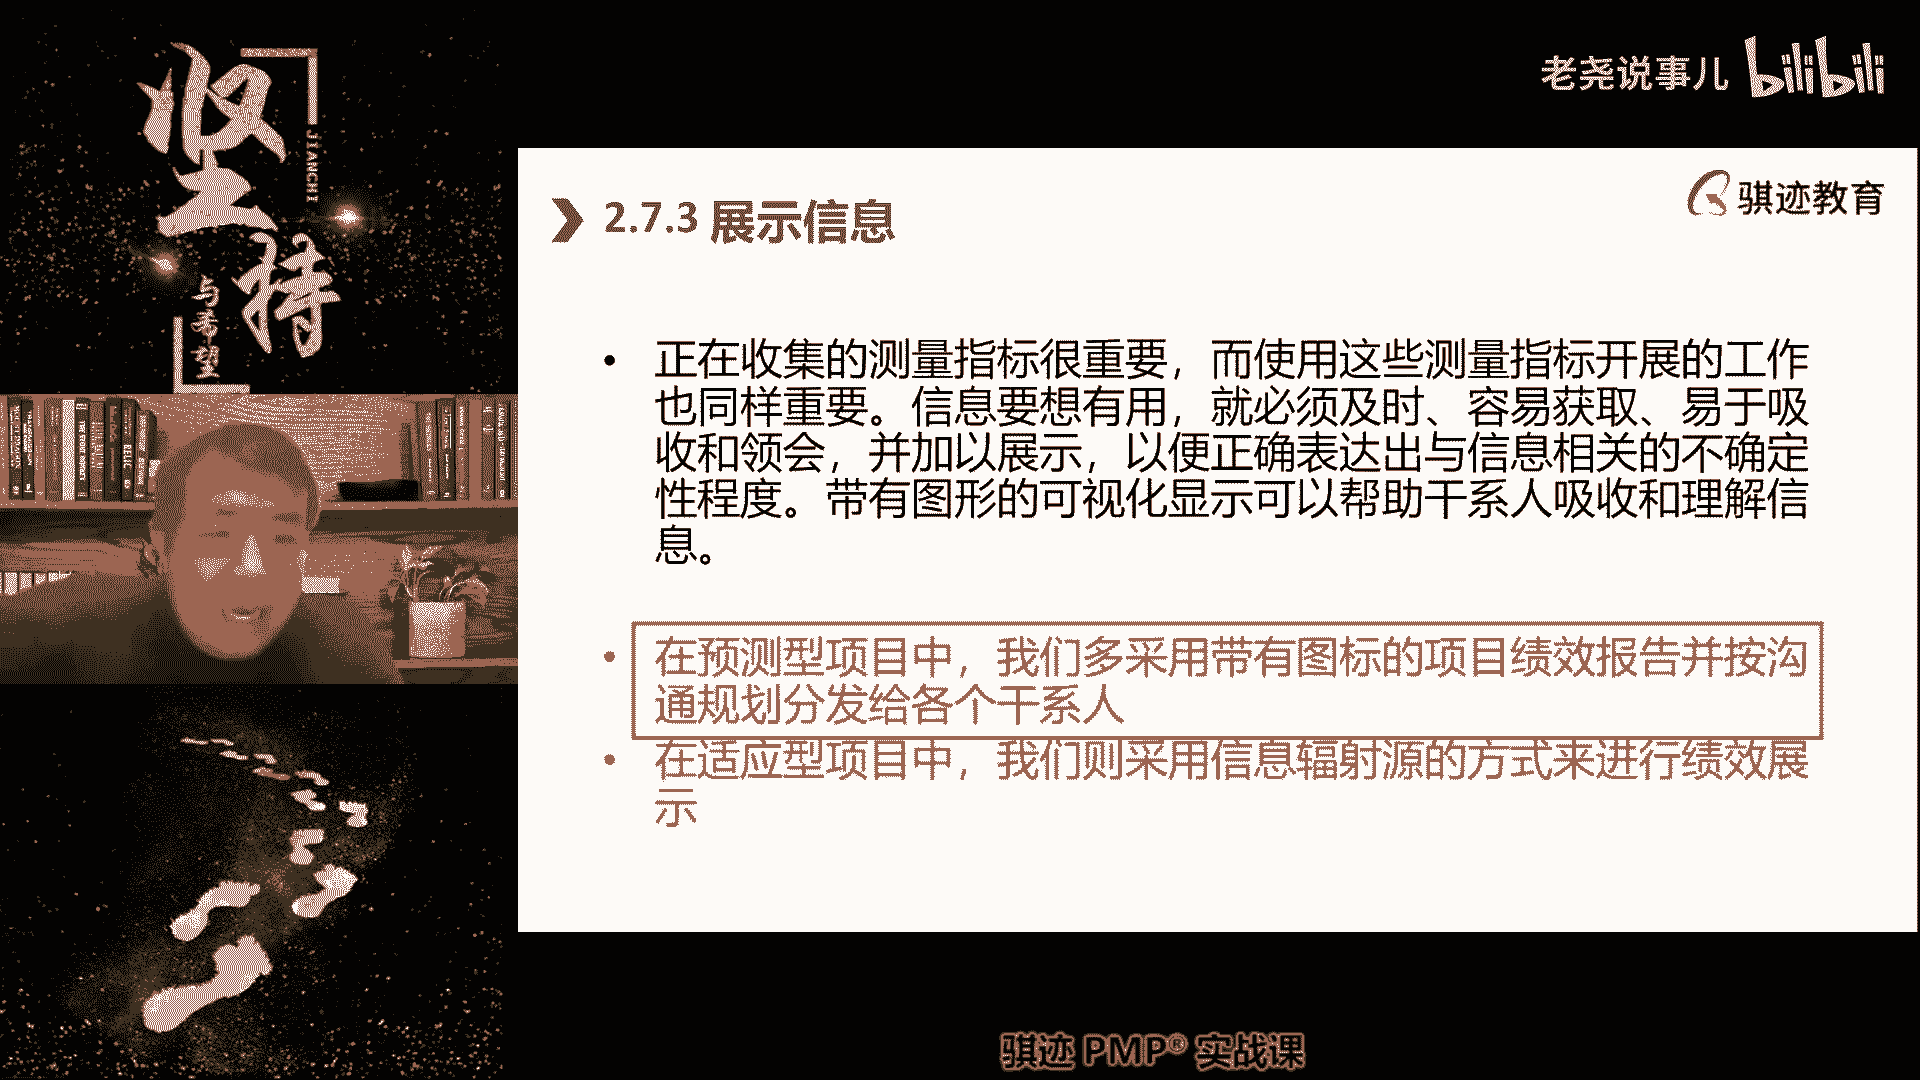 坚持
JIANCHI
与希望
老尧说事儿 bilibili
骐迹教育
2.7.3 展示信息
• 正在收集的测量指标很重要，而使用这些测量指标开展的工作
也同样重要。信息要想有用，就必须及时、容易获取、易于吸
收和领会，并加以展示，以便正确表达出与信息相关的不确定
性程度。带有图形的可视化显示可以帮助干系人吸收和理解信
息。
• 在预测型项目中，我们多采用带有图标的项目绩效报告并按沟
通规划分发给各个干系人
• 在适应型项目中，我们则采用信息辐射源的方式来进行绩效展
示
骐迹 PMP® 实战课